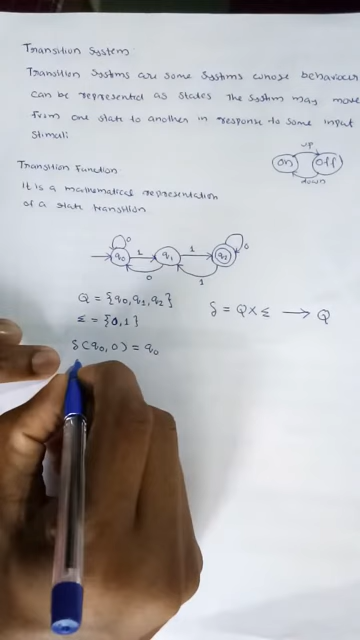 Transition System
Transition Systms are some Systms whose behaviour
can be represented as states The System may move
from one state to another in response to some input
Stimuli
up
on
off
down
Transition Function
It is a mathematical representation
of a state transition
0
1
1
0
q0
q1
q2
0
1
Q = {q0, q1, q2}
Σ = {0, 1}
δ = Q X Σ → Q
δ(q0, 0) = q0